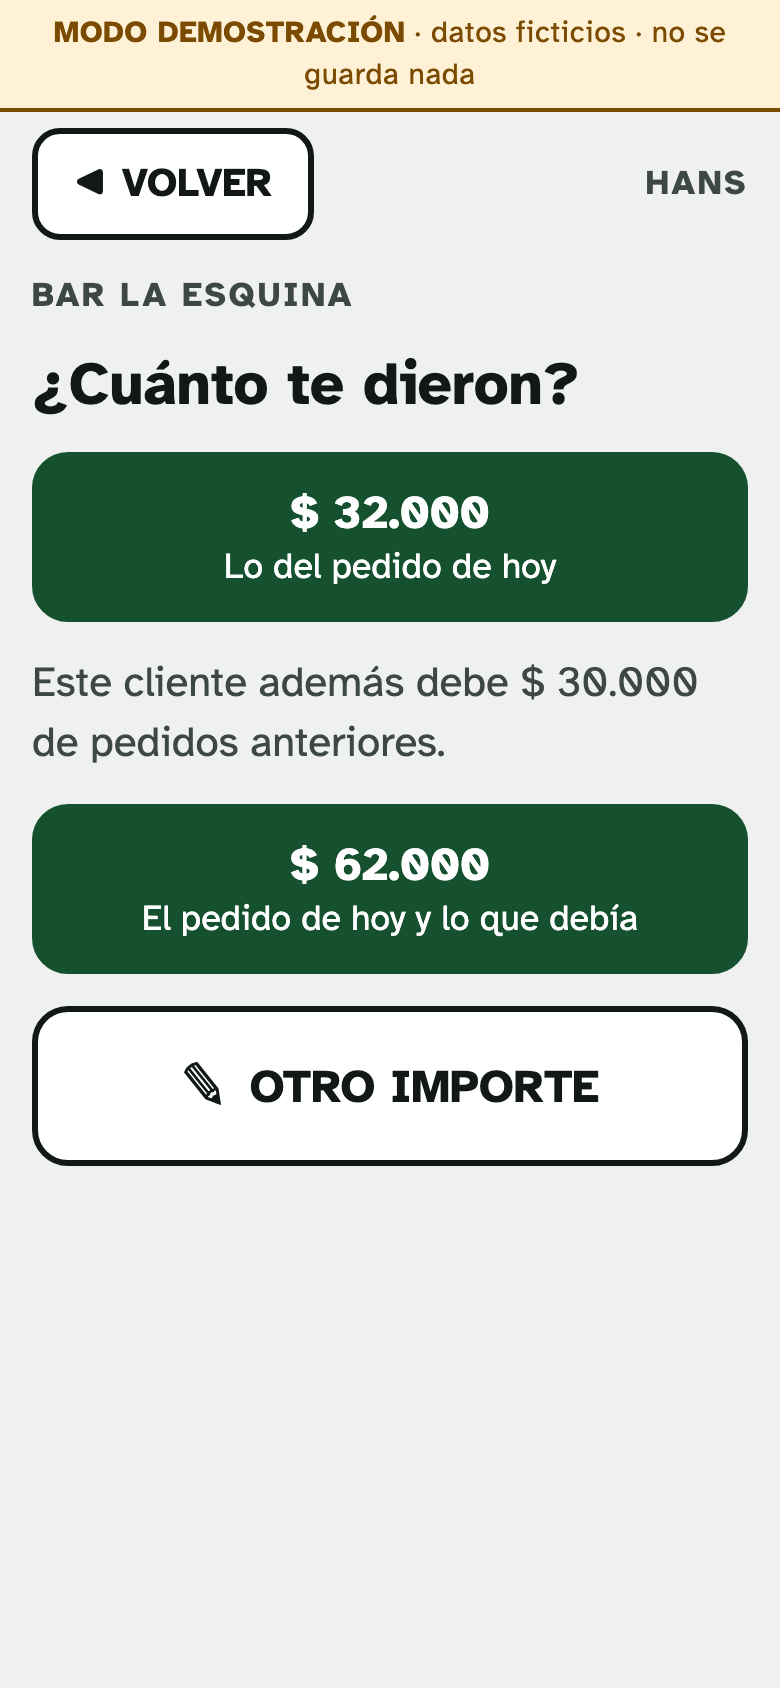 MODO DEMOSTRACIÓN · datos ficticios · no se
guarda nada
◀ VOLVER
HANS
BAR LA ESQUINA
¿Cuánto te dieron?
$ 32.000
Lo del pedido de hoy
Este cliente además debe $ 30.000
de pedidos anteriores.
$ 62.000
El pedido de hoy y lo que debía
✎ OTRO IMPORTE